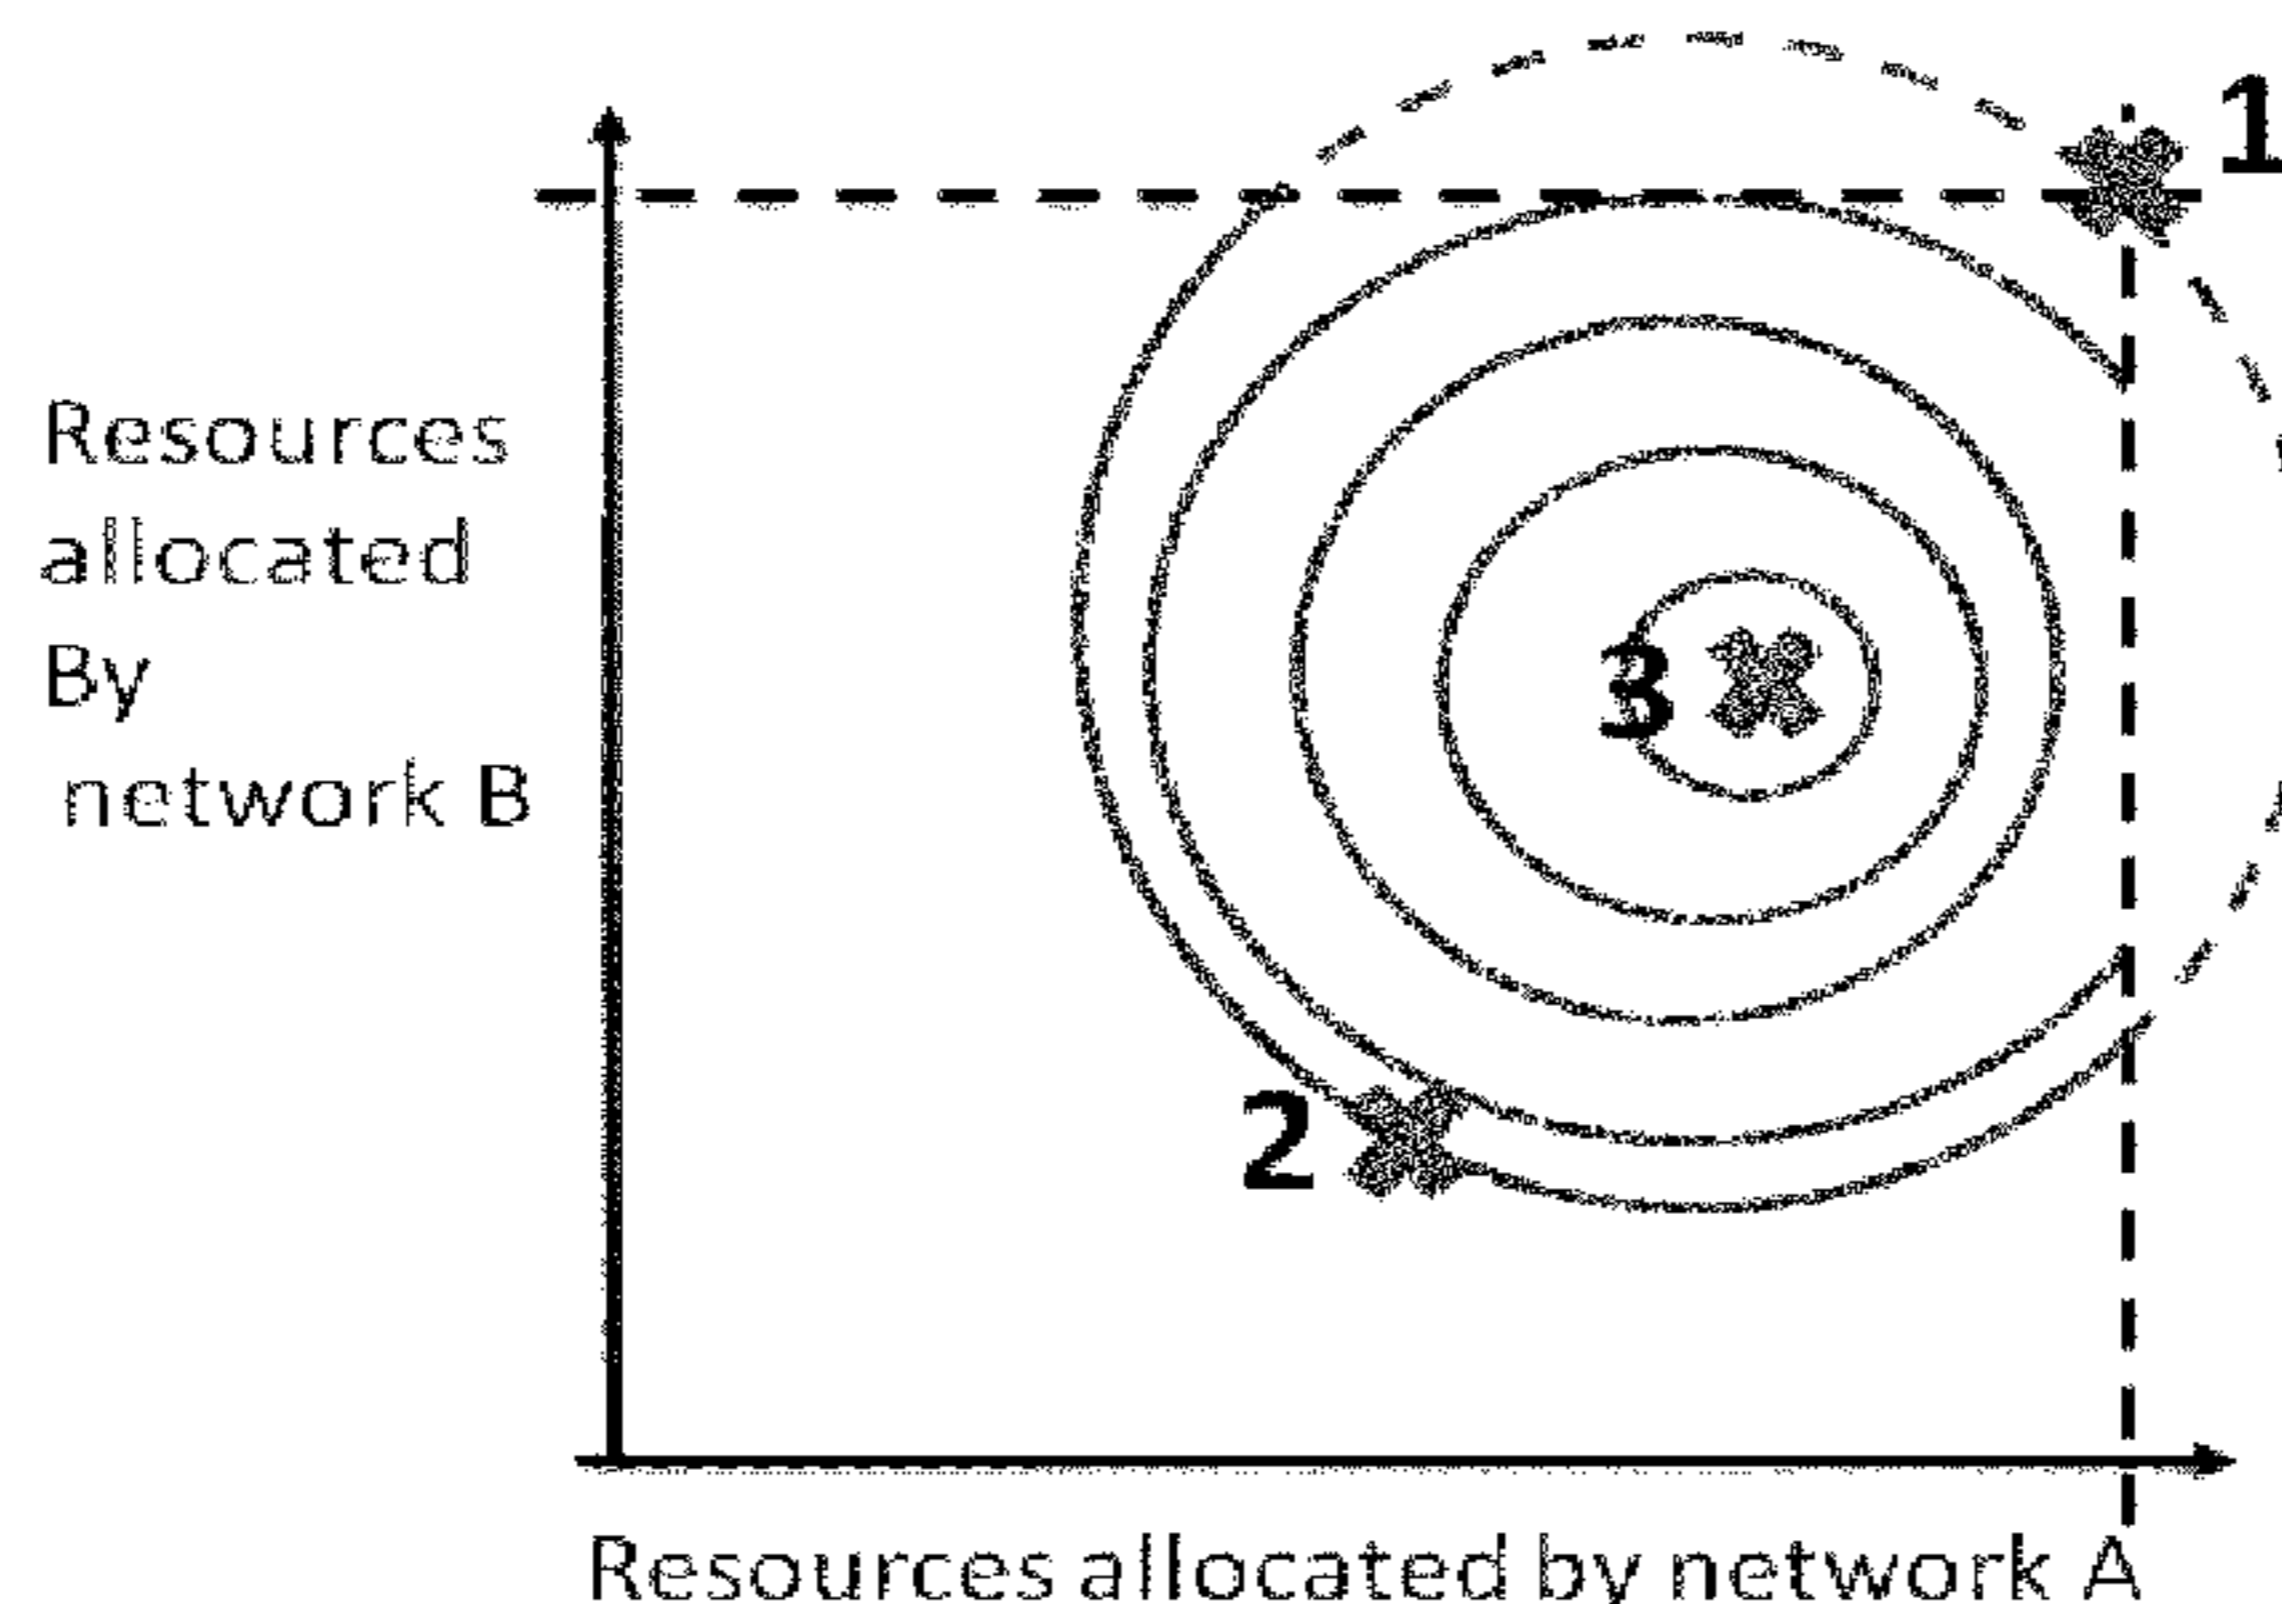 1
Resources
allocated
By
network B
3
2
Resources allocated by network A